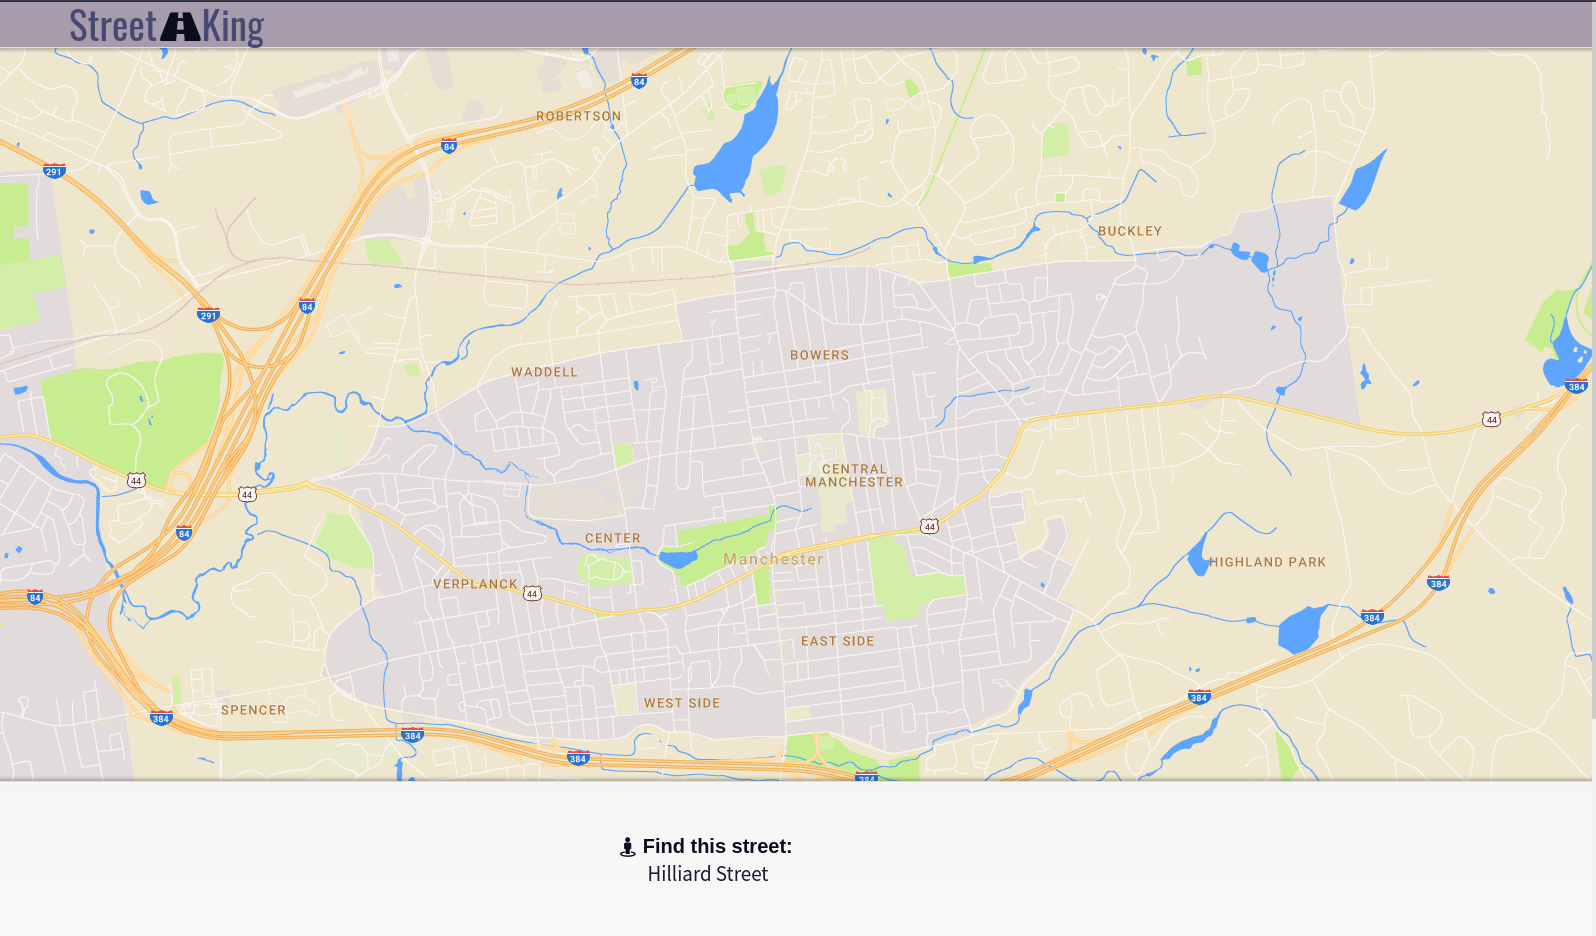 Street King
84
ROBERTSON
84
291
BUCKLEY
84
291
BOWERS
WADDELL
384
44
CENTRAL
MANCHESTER
44
44
44
84
CENTER
Manchester
HIGHLAND PARK
VERPLANCK
44
384
84
384
EAST SIDE
384
WEST SIDE
SPENCER
384
384
384
384
Find this street:
Hilliard Street